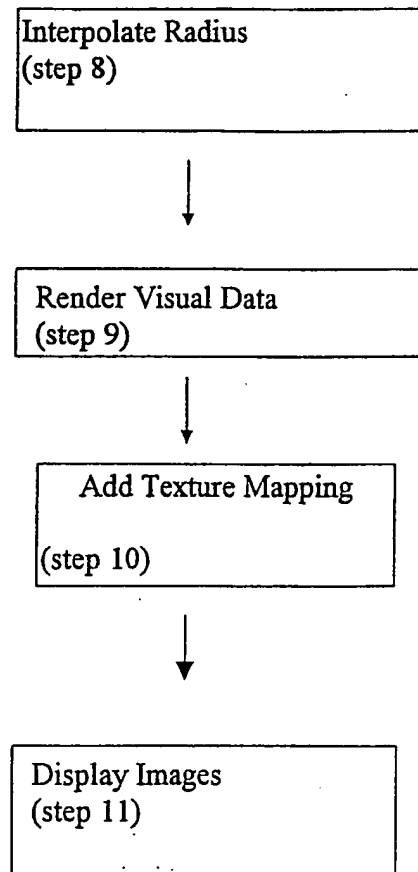 Interpolate Radius
(step 8)
Render Visual Data
(step 9)
Add Texture Mapping
(step 10)
Display Images
(step 11)